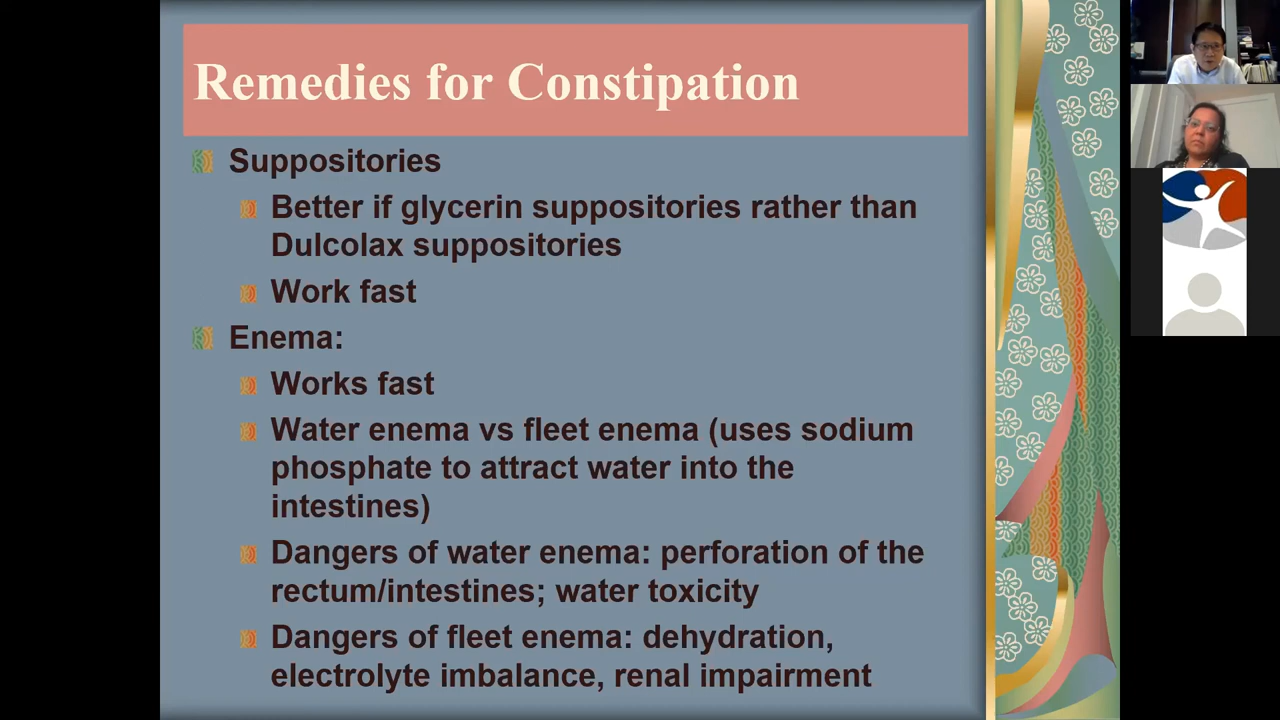 Remedies for Constipation
Suppositories
Better if glycerin suppositories rather than
Dulcolax suppositories
Work fast
Enema:
Works fast
Water enema vs fleet enema (uses sodium
phosphate to attract water into the
intestines)
Dangers of water enema: perforation of the
rectum/intestines; water toxicity
Dangers of fleet enema: dehydration,
electrolyte imbalance, renal impairment